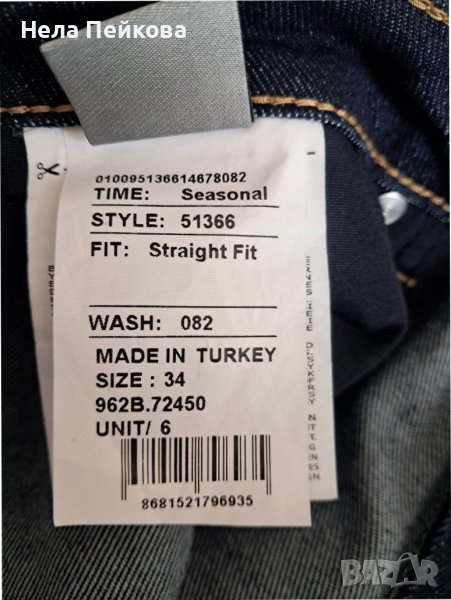 Нела Пейкова
010095136614678082
TIME: Seasonal
STYLE: 51366
FIT: Straight Fit
WASH: 082
MADE IN TURKEY
SIZE : 34
962B.72450
UNIT/ 6
8681521796935
BAZAR